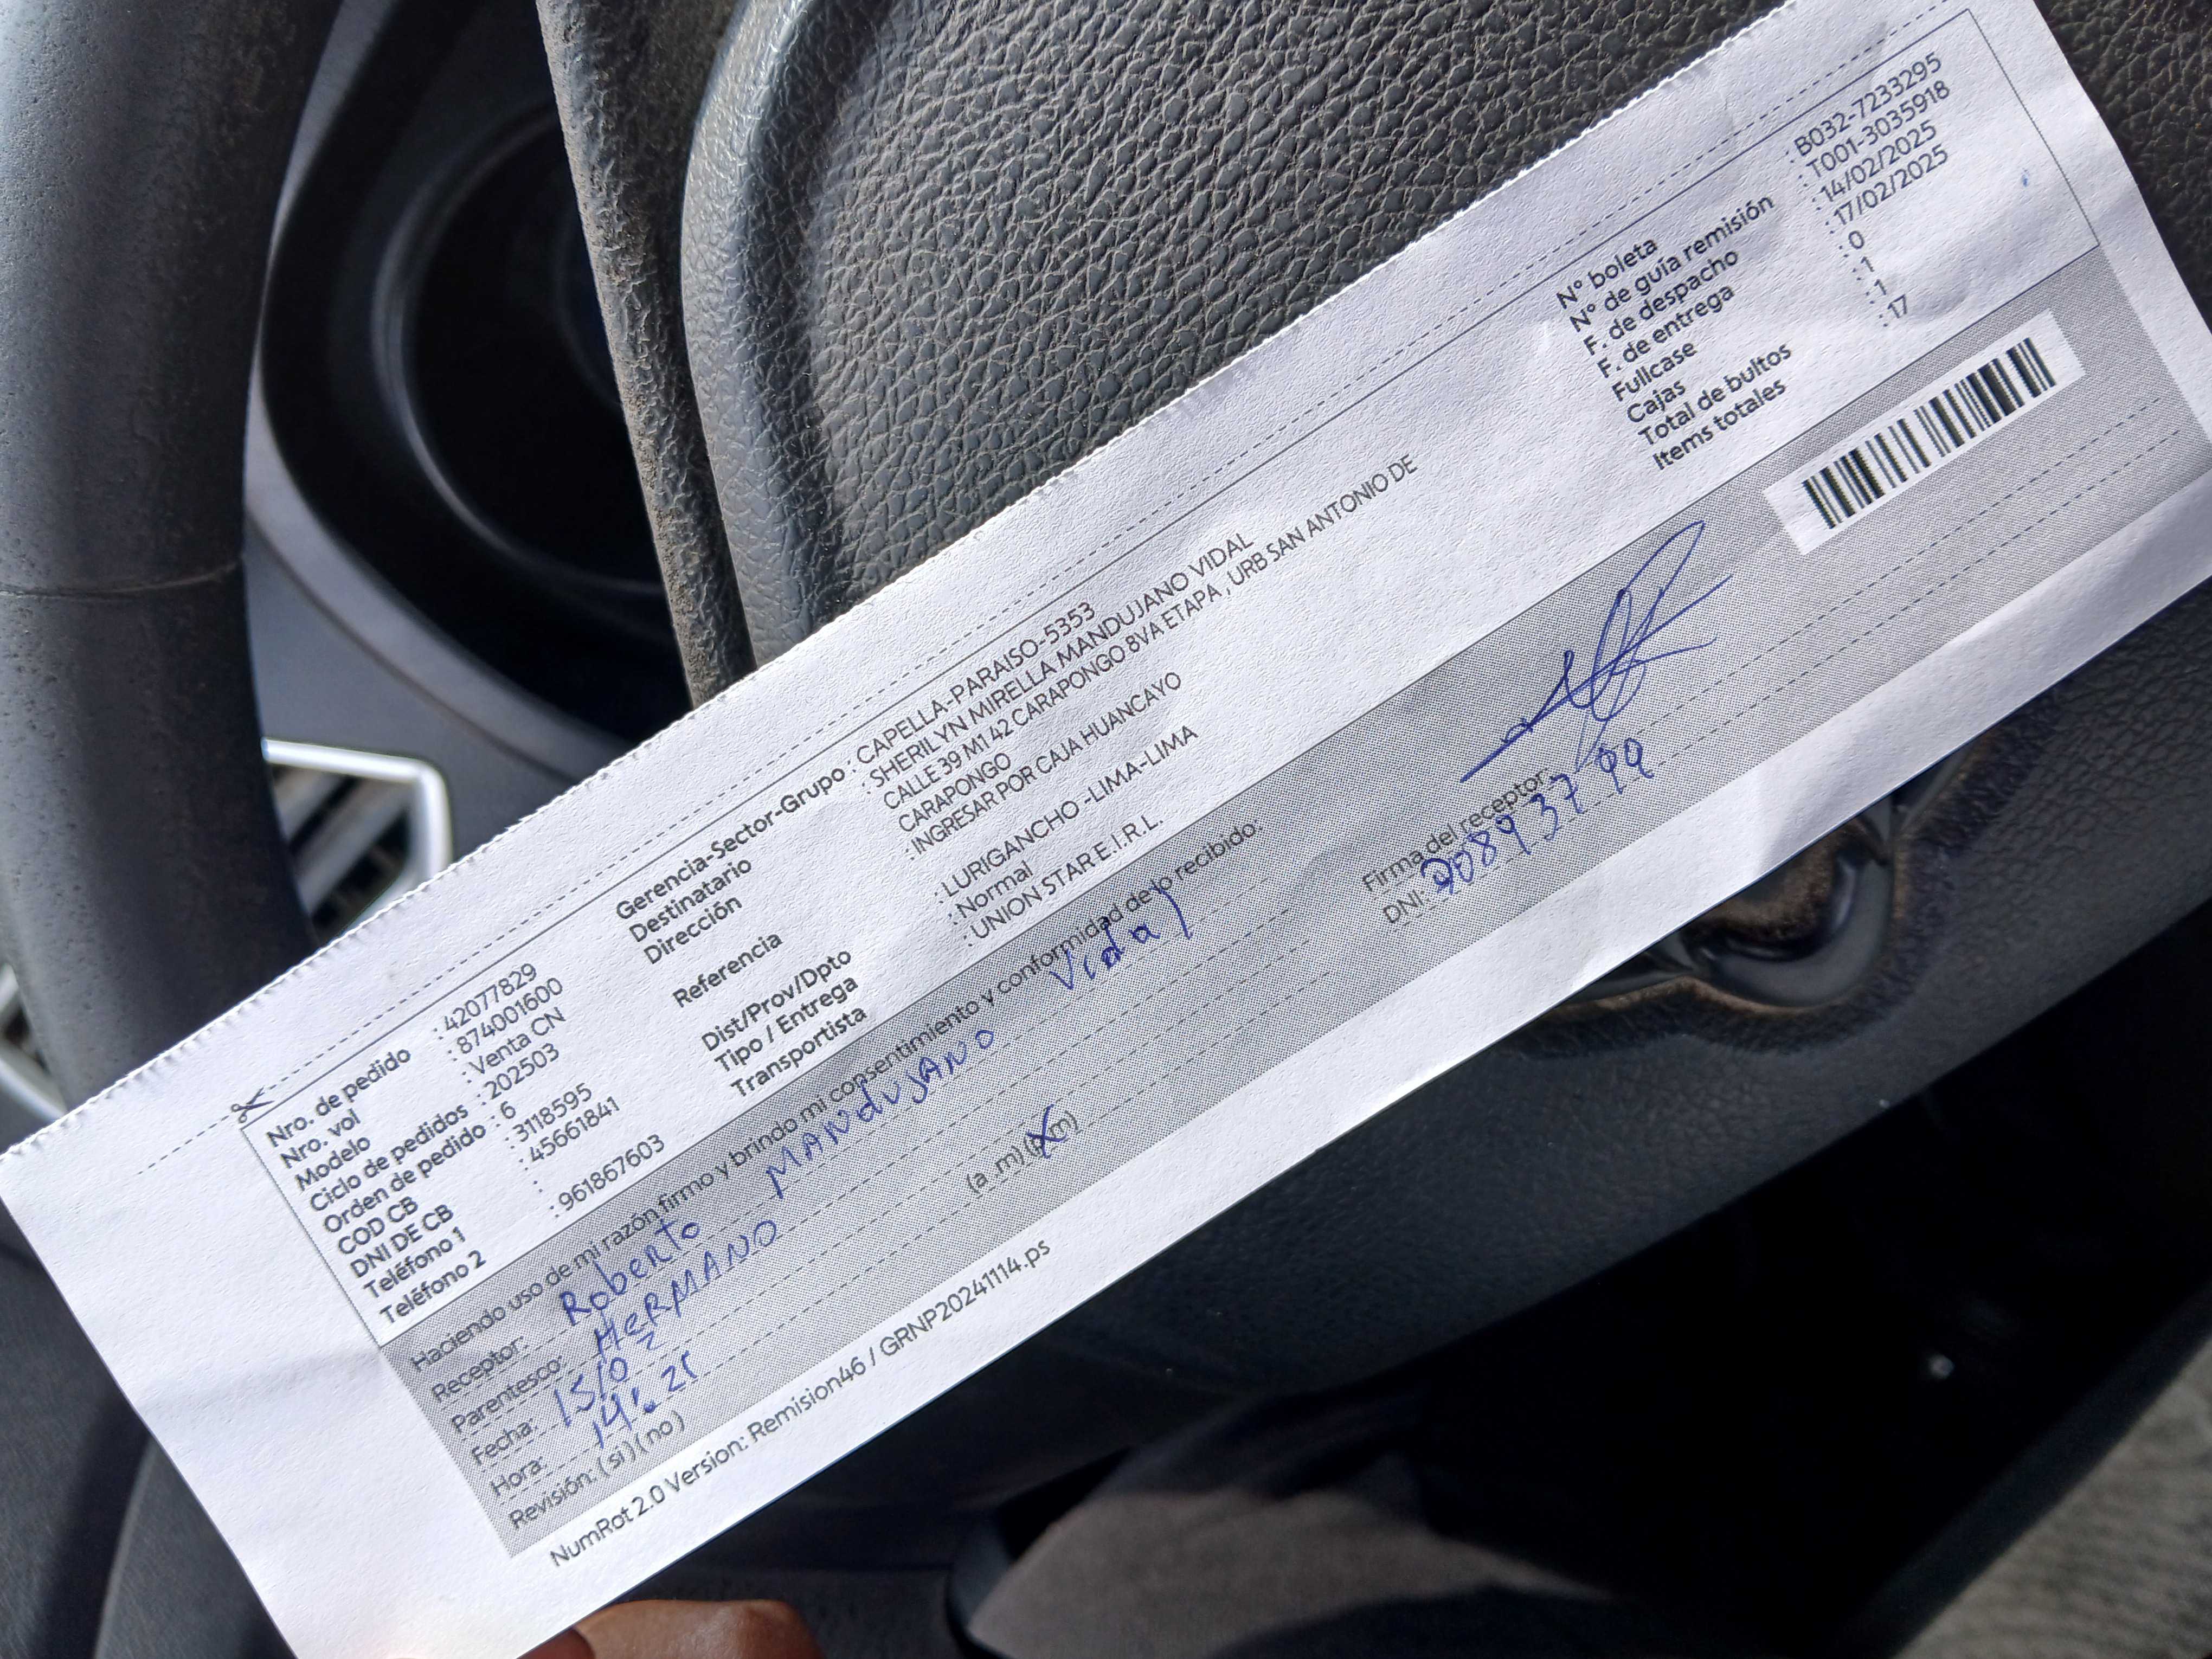 Nro. de pedido : 42077829
Nro. vol : 874001600
Modelo : Venta CN
Ciclo de pedidos : 202503
Orden de pedido : 6
COD CB : 3118595
DNI DE CB : 45661841
Teléfono 1 :
Teléfono 2 : 961867603
Gerencia-Sector-Grupo : CAPELLA-PARAISO-5353
Destinatario : SHERILYN MIRELLA MANDUJANO VIDAL
Dirección CALLE 39 M1 42 CARAPONGO 8VA ETAPA , URB SAN ANTONIO DE
CARAPONGO
Referencia : INGRESAR POR CAJA HUANCAYO
Dist/Prov/Dpto : LURIGANCHO -LIMA-LIMA
Tipo / Entrega : Normal
Transportista : UNION STAR E.I.R.L.
N° boleta : B032-7233295
N° de guía remisión : T001-3035918
F. de despacho : 14/02/2025
F. de entrega : 17/02/2025
Fullcase : 0
Cajas : 1
Total de bultos : 1
Items totales : 17
Haciendo uso de mi razón firmo y brindo mi consentimiento y conformidad de lo recibido:
Receptor: Roberto MANDUJANO Vidal
Parentesco: HERMANO
Fecha: 15/02
Hora: 14:21 (a .m) (p m)
Revisión: ( si ) ( no )
Firma del receptor
DNI:
NumRot 2.0 Version: Remision46 / GRNP20241114.ps